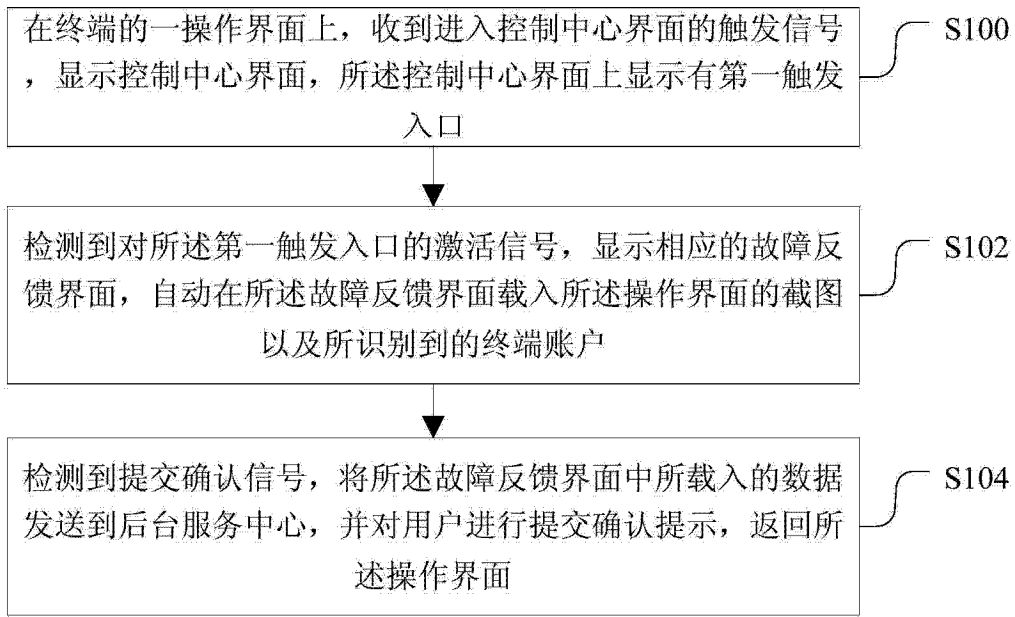 在终端的一操作界面上，收到进入控制中心界面的触发信号
，显示控制中心界面，所述控制中心界面上显示有第一触发
入口
S100
检测到对所述第一触发入口的激活信号，显示相应的故障反
馈界面，自动在所述故障反馈界面载入所述操作界面的截图
以及所识别到的终端账户
S102
检测到提交确认信号，将所述故障反馈界面中所载入的数据
发送到后台服务中心，并对用户进行提交确认提示，返回所
述操作界面
S104